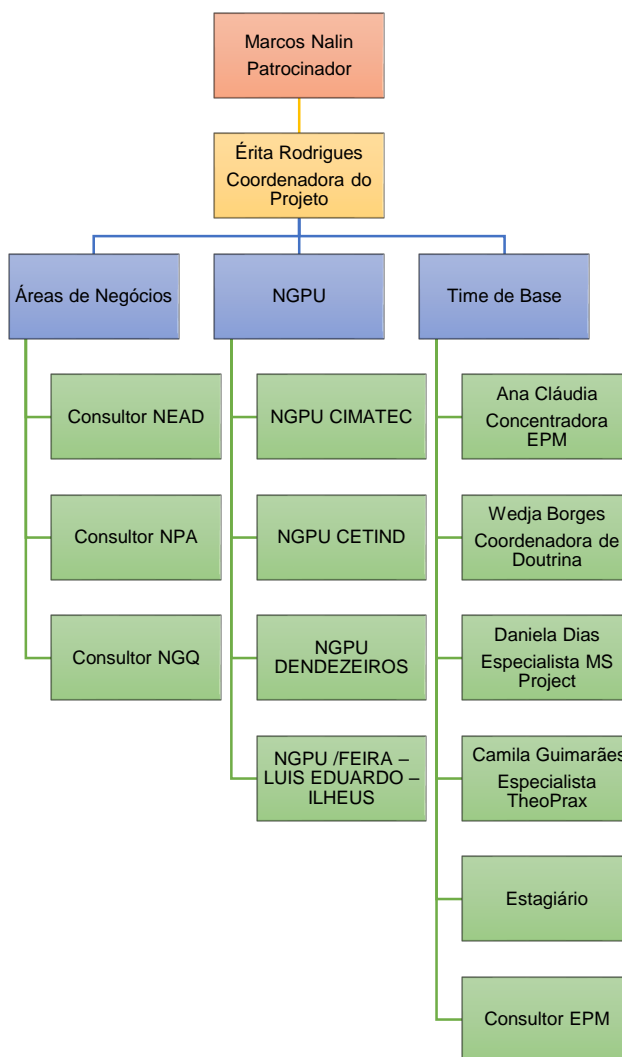 Marcos Nalin
Patrocinador
Érita Rodrigues
Coordenadora do
Projeto
Áreas de Negócios
NGPU
Time de Base
Consultor NEAD
Consultor NPA
Consultor NGQ
NGPU CIMATEC
NGPU CETIND
NGPU
DENDEZEIROS
NGPU /FEIRA –
LUIS EDUARDO –
ILHEUS
Ana Cláudia
Concentradora
EPM
Wedja Borges
Coordenadora de
Doutrina
Daniela Dias
Especialista MS
Project
Camila Guimarães
Especialista
TheoPrax
Estagiário
Consultor EPM